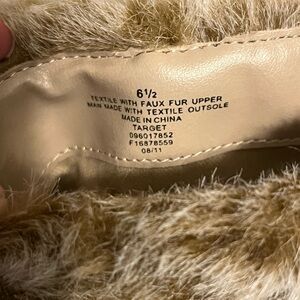 6½
TEXTILE WITH FAUX FUR UPPER
MAN MADE WITH TEXTILE OUTSOLE
MADE IN CHINA
TARGET
096017852
F16878559
08/11